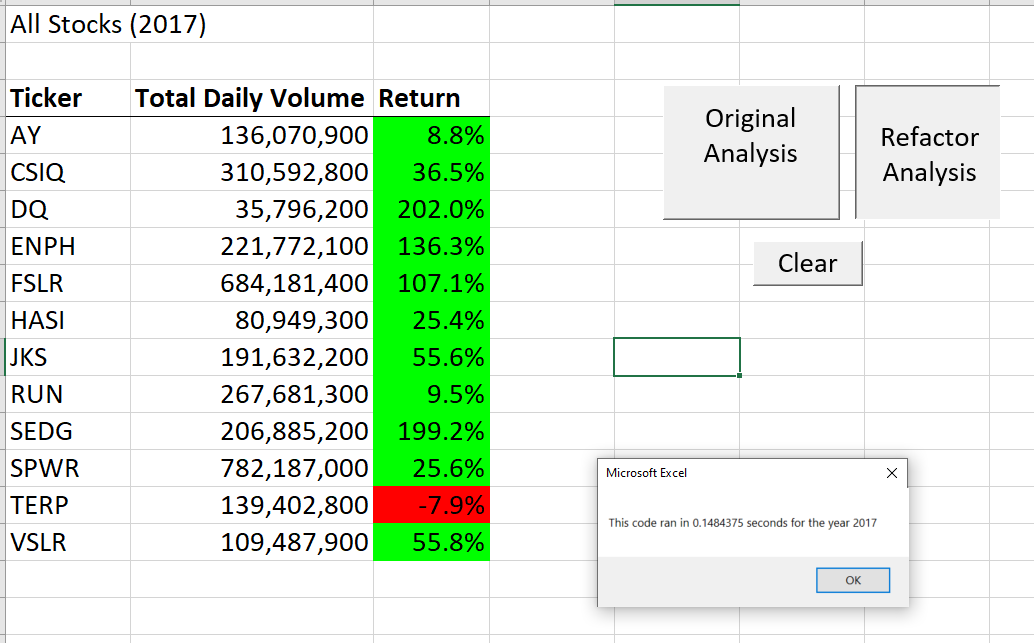 All Stocks (2017)
Ticker Total Daily Volume Return
AY 136,070,900 8.8%
CSIQ 310,592,800 36.5%
DQ 35,796,200 202.0%
ENPH 221,772,100 136.3%
FSLR 684,181,400 107.1%
HASI 80,949,300 25.4%
JKS 191,632,200 55.6%
RUN 267,681,300 9.5%
SEDG 206,885,200 199.2%
SPWR 782,187,000 25.6%
TERP 139,402,800 -7.9%
VSLR 109,487,900 55.8%
Original
Analysis
Refactor
Analysis
Clear
Microsoft Excel
This code ran in 0.1484375 seconds for the year 2017
OK